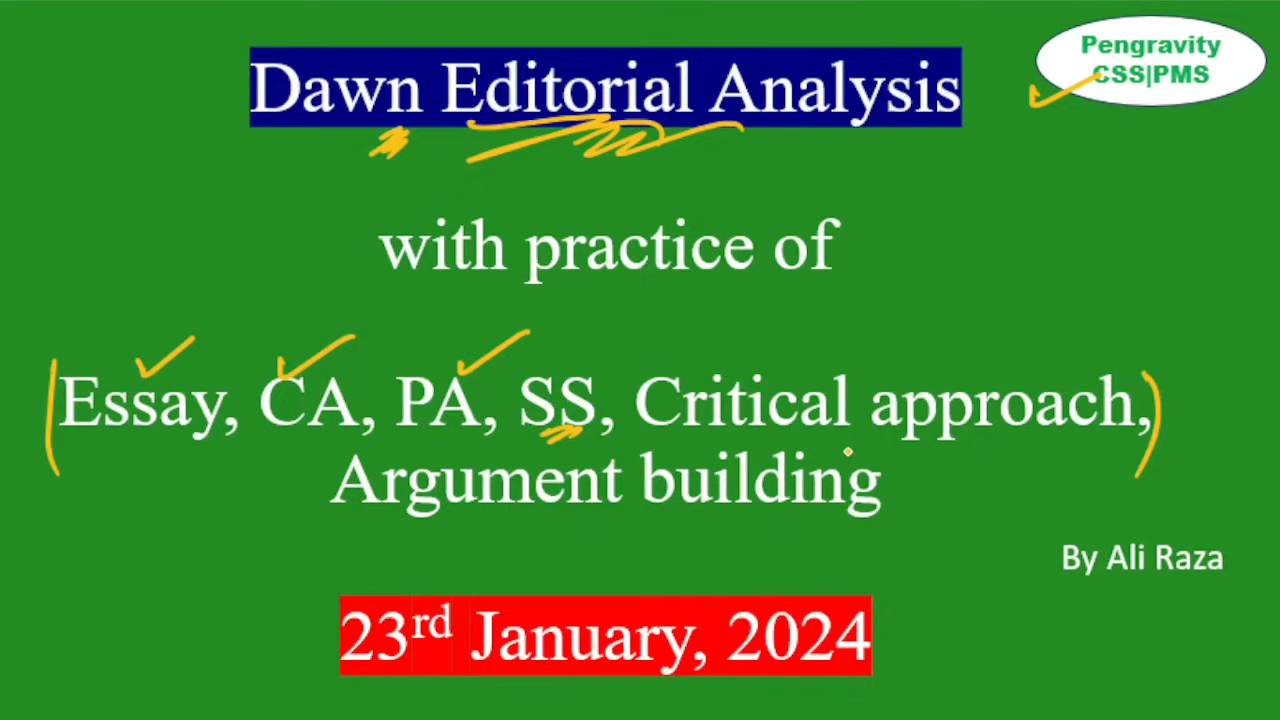 Pengravity
CSS|PMS
Dawn Editorial Analysis
with practice of
Essay, CA, PA, SS, Critical approach,
Argument building
By Ali Raza
23rd January, 2024